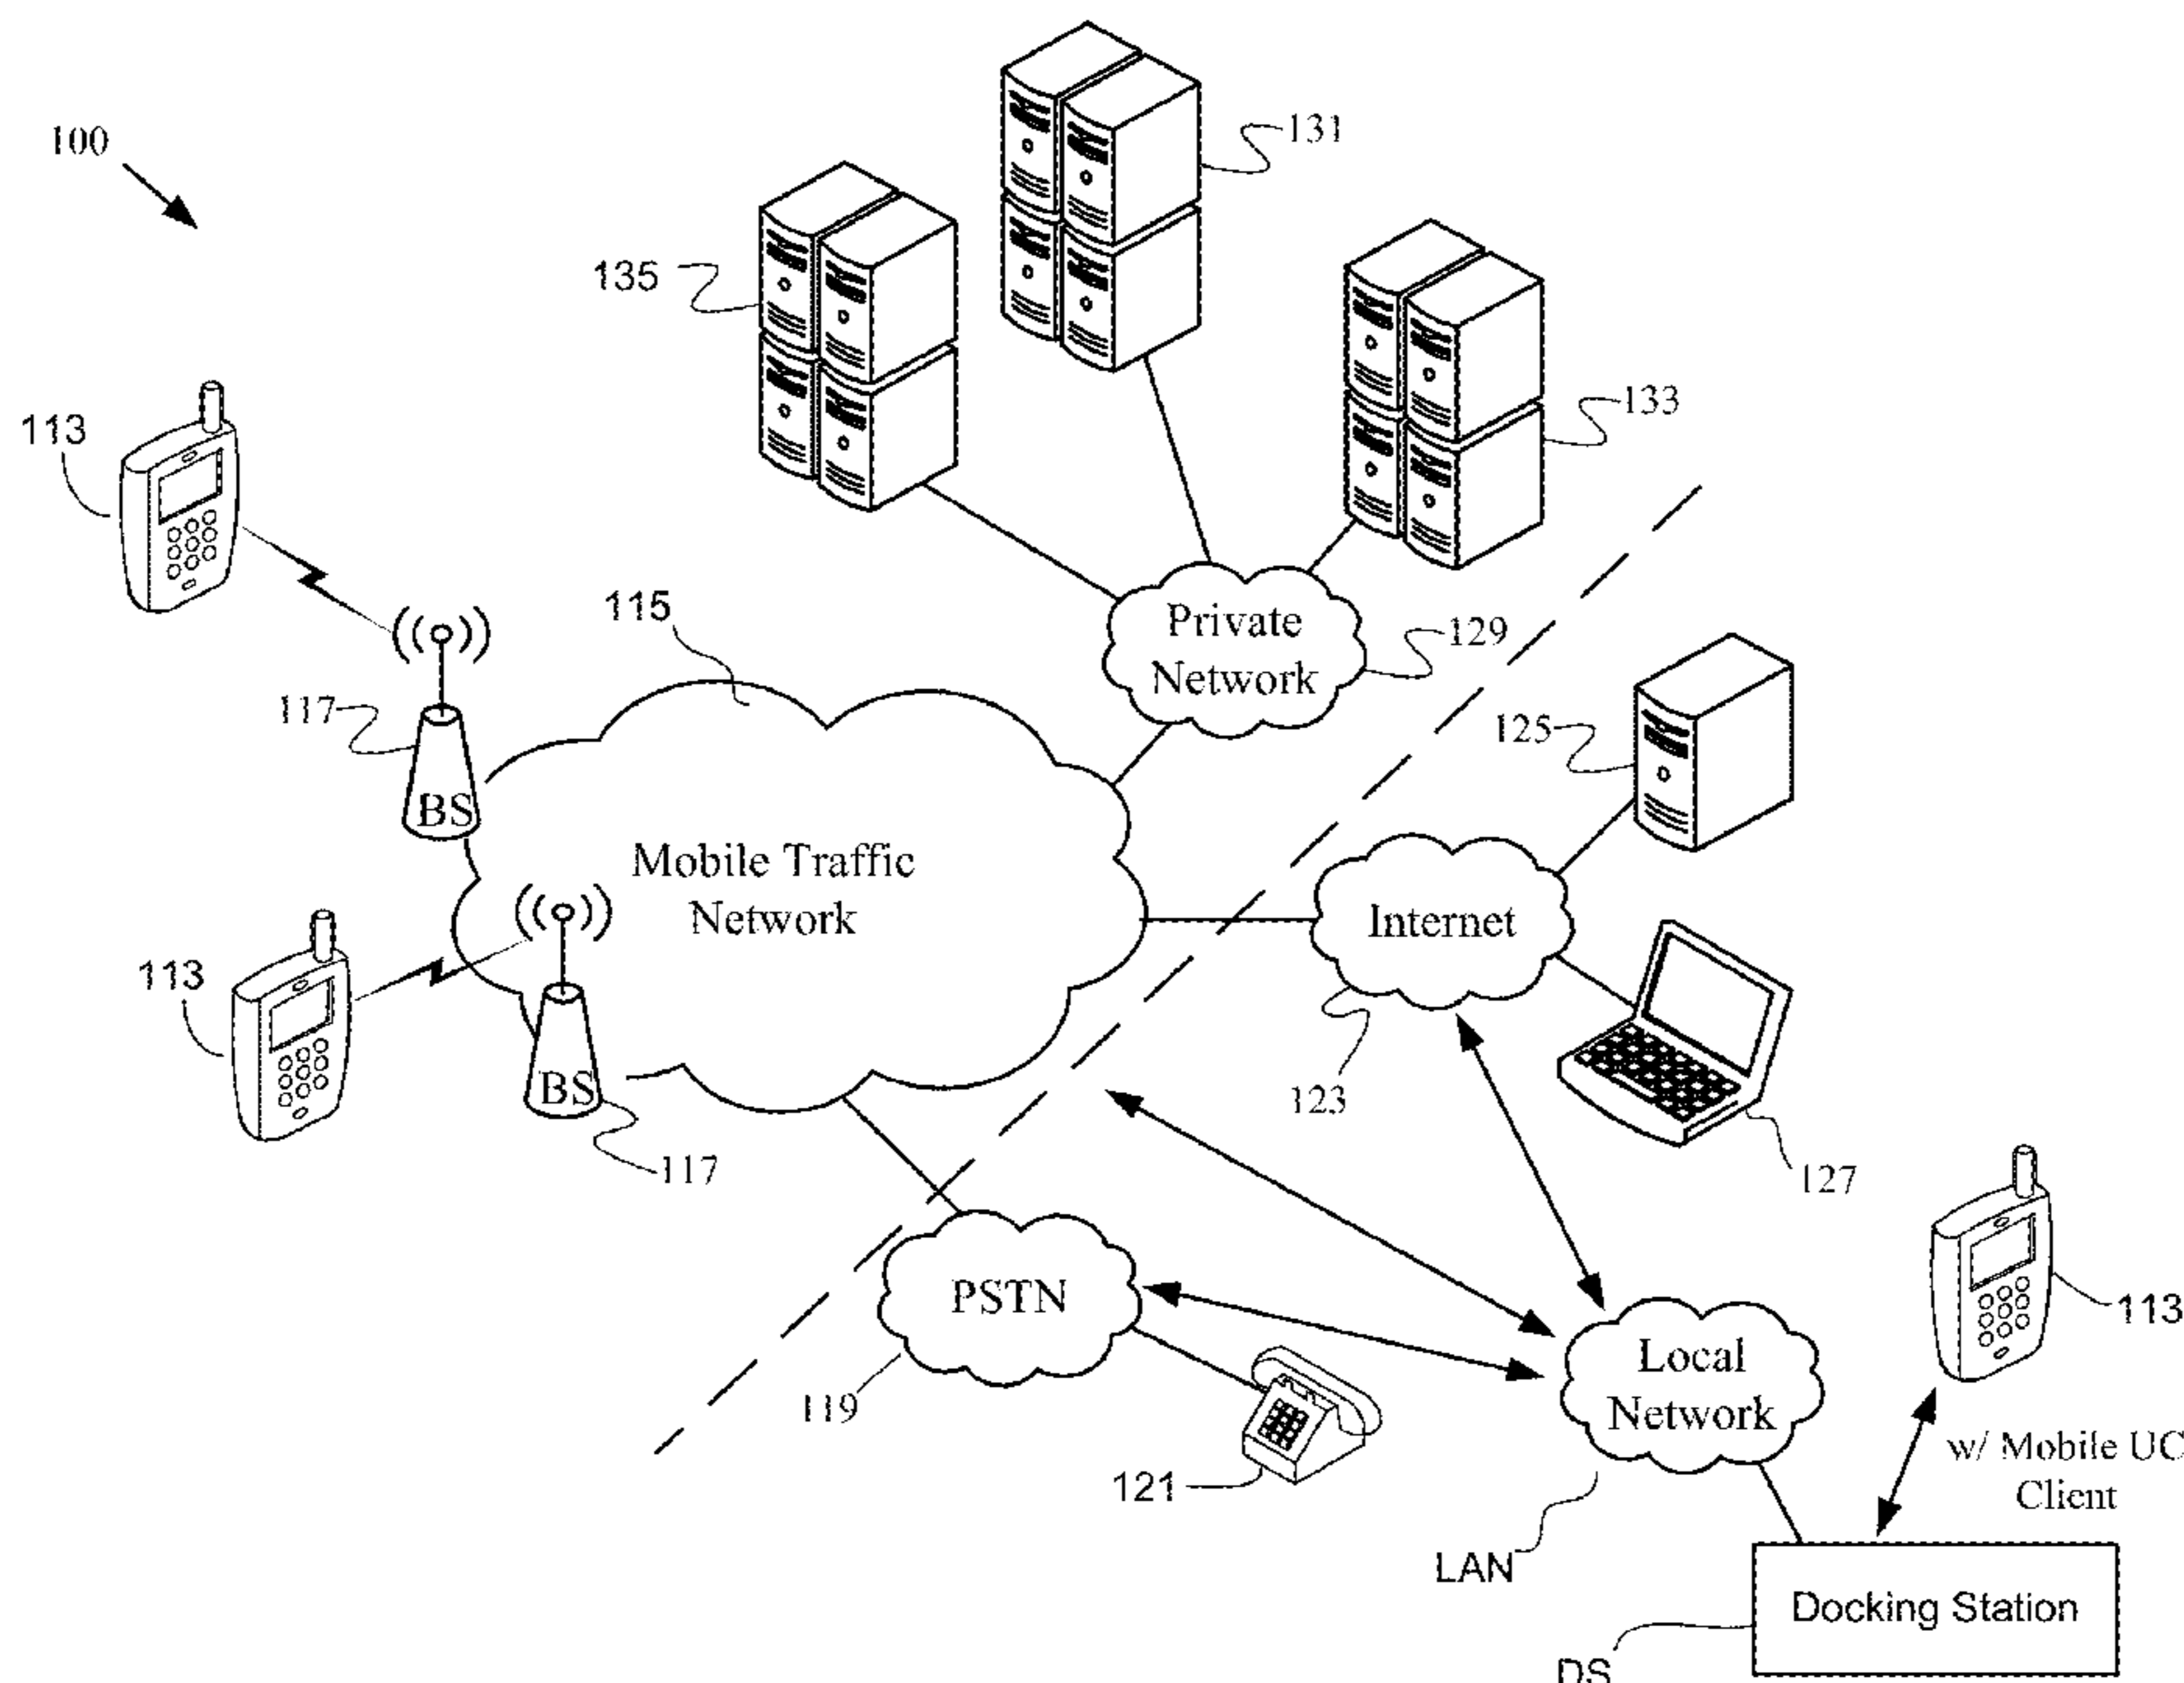 100
131
135
133
113
115
Private
Network
129
117
125
BS
Mobile Traffic
Network
Internet
113
BS
123
117
127
PSTN
113
Local
Network
119
121
w/ Mobile UC
Client
LAN
Docking Station
DS